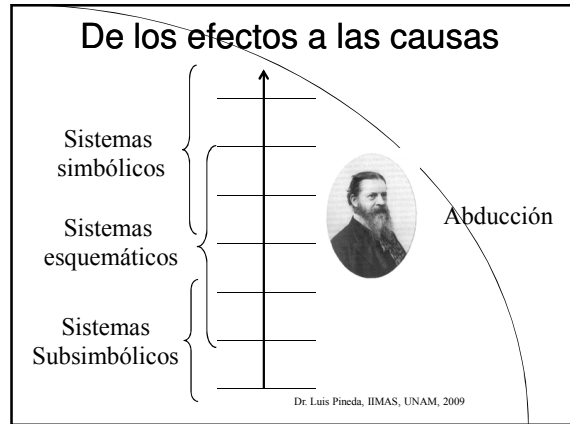 De los efectos a las causas
Sistemas
simbólicos
Sistemas
esquemáticos
Sistemas
Subsimbólicos
Abducción
Dr. Luis Pineda, IIMAS, UNAM, 2009